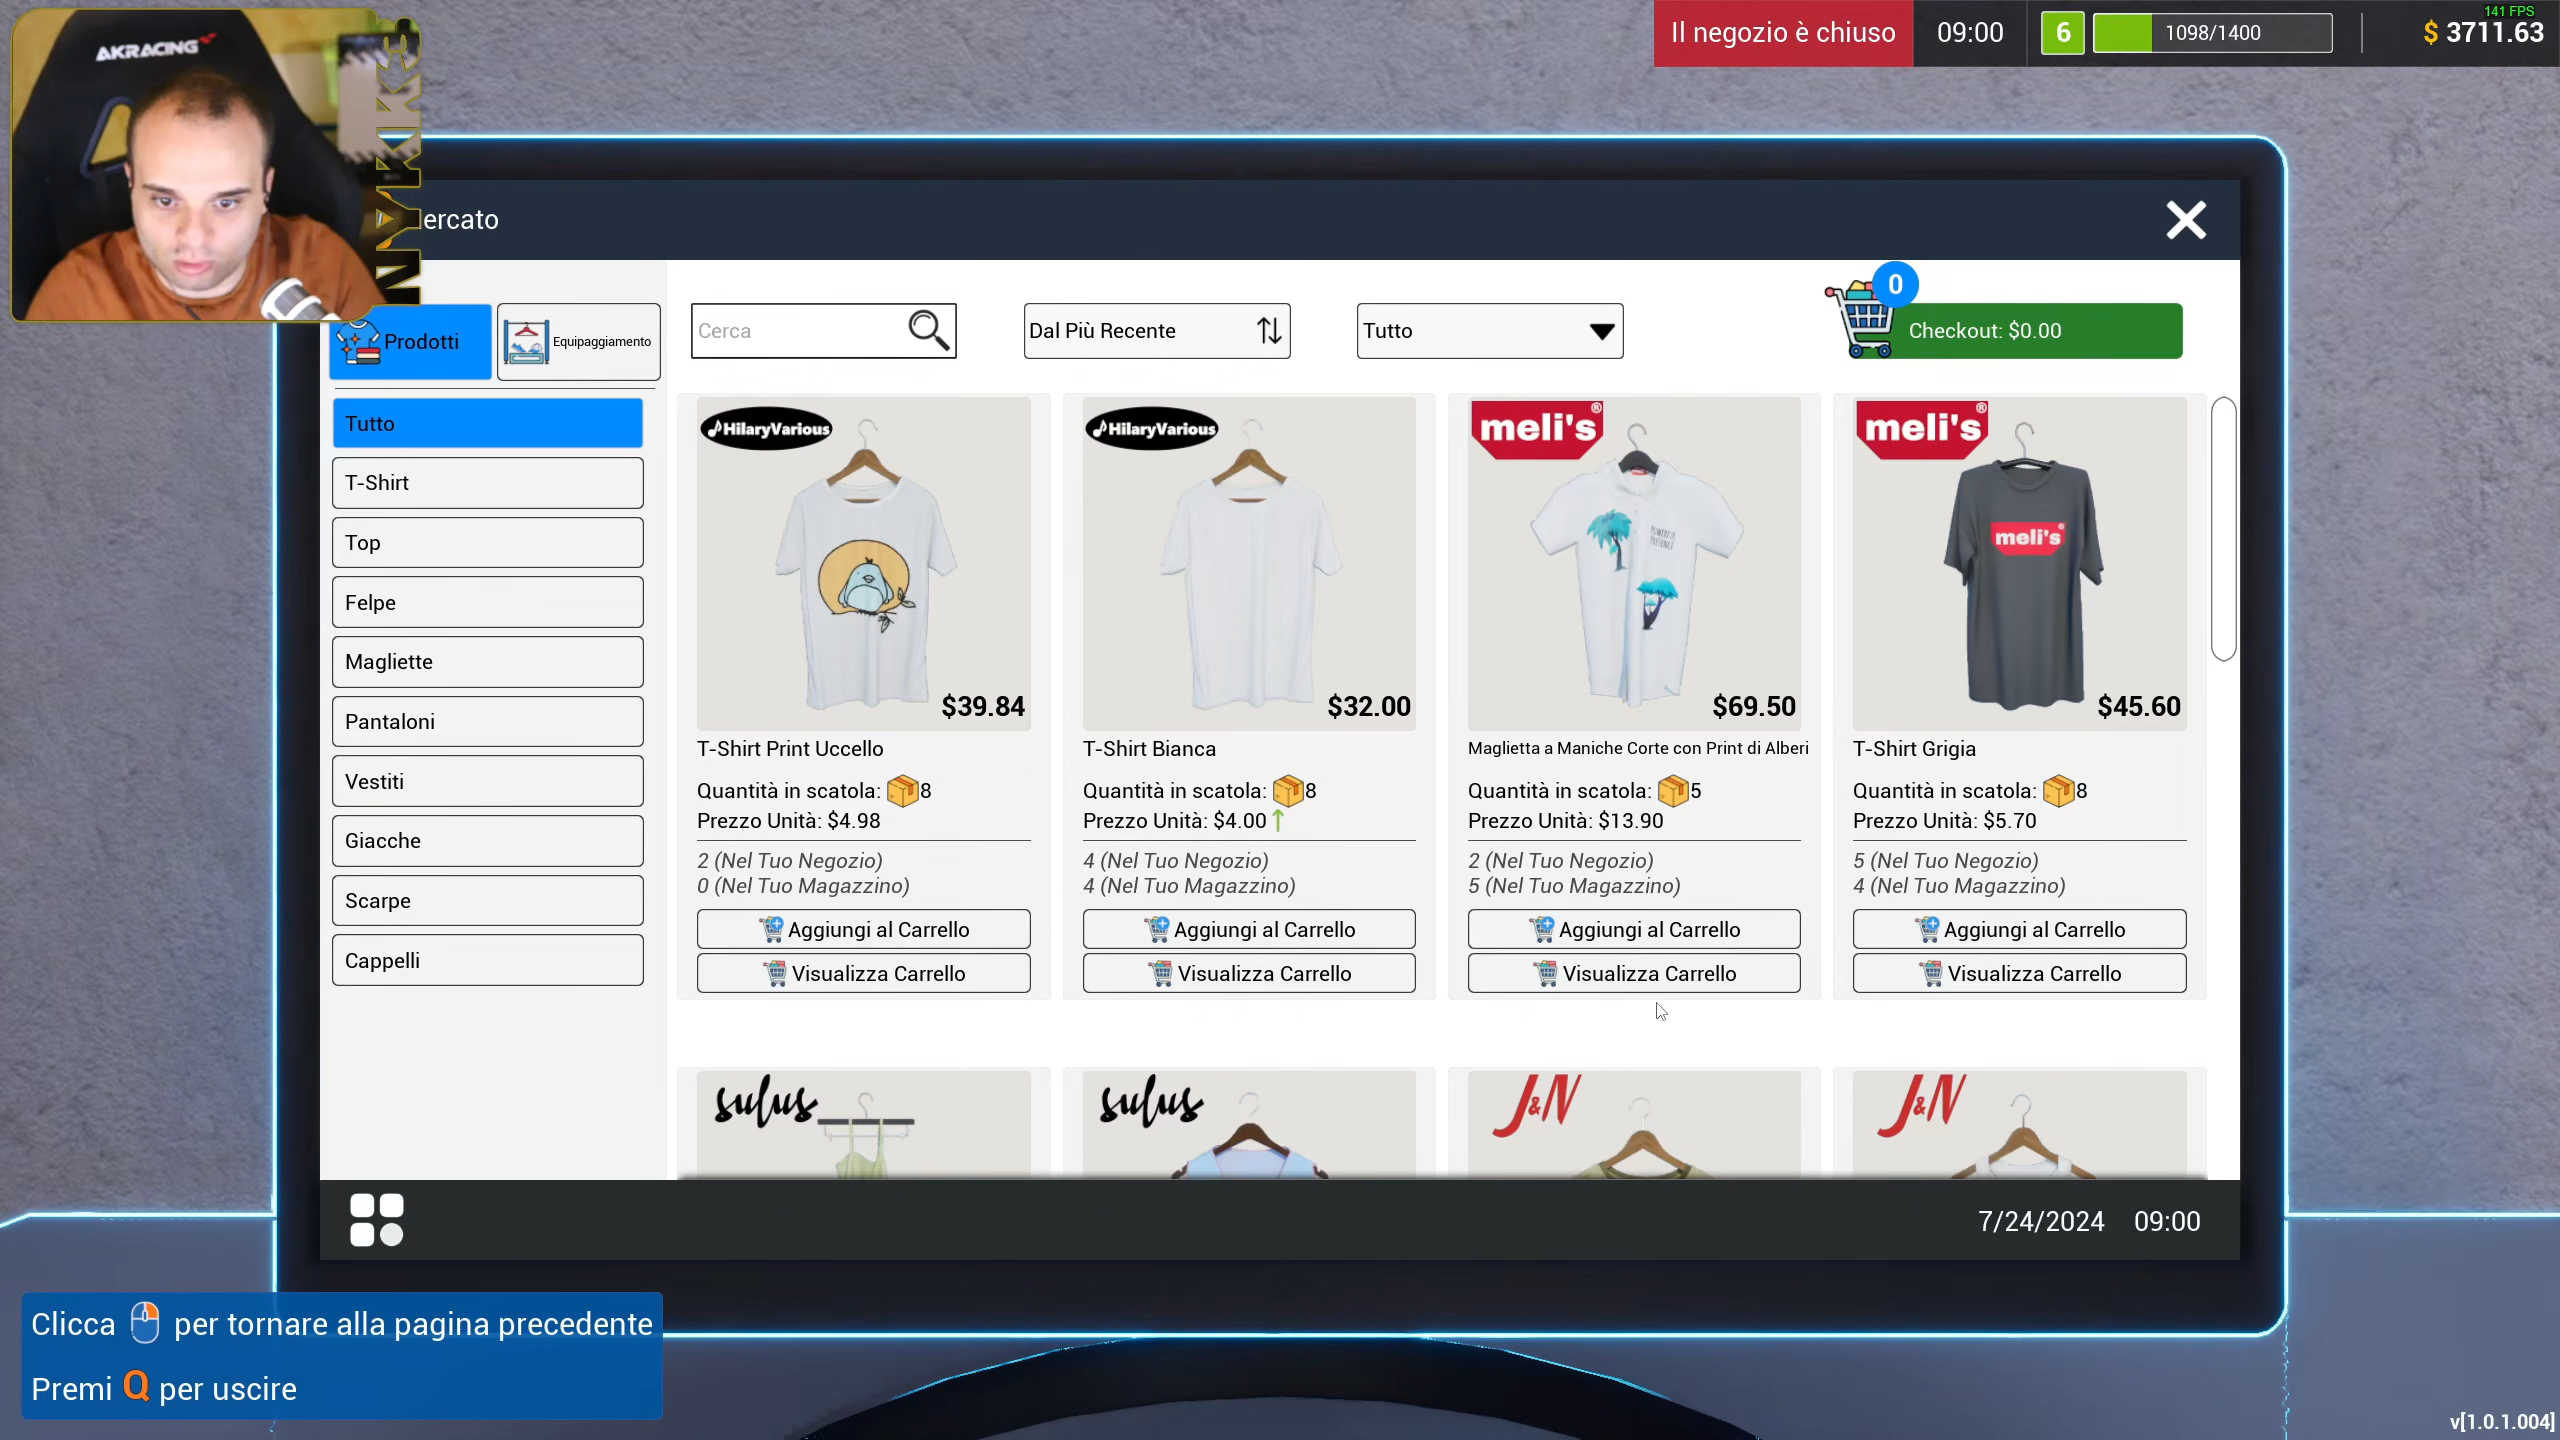 AKRACING
NYKK
Il negozio è chiuso
09:00
6
1098/1400
141 FPS
$ 3711.63
ercato
Prodotti
Equipaggiamento
Cerca
Dal Più Recente
Tutto
0
Checkout: $0.00
Tutto
T-Shirt
Top
Felpe
Magliette
Pantaloni
Vestiti
Giacche
Scarpe
Cappelli
HilaryVarious
$39.84
T-Shirt Print Uccello
Quantità in scatola: 8
Prezzo Unità: $4.98
2 (Nel Tuo Negozio)
0 (Nel Tuo Magazzino)
Aggiungi al Carrello
Visualizza Carrello
HilaryVarious
$32.00
T-Shirt Bianca
Quantità in scatola: 8
Prezzo Unità: $4.00↑
4 (Nel Tuo Negozio)
4 (Nel Tuo Magazzino)
Aggiungi al Carrello
Visualizza Carrello
meli's®
$69.50
Maglietta a Maniche Corte con Print di Alberi
Quantità in scatola: 5
Prezzo Unità: $13.90
2 (Nel Tuo Negozio)
5 (Nel Tuo Magazzino)
Aggiungi al Carrello
Visualizza Carrello
meli's®
meli's®
$45.60
T-Shirt Grigia
Quantità in scatola: 8
Prezzo Unità: $5.70
5 (Nel Tuo Negozio)
4 (Nel Tuo Magazzino)
Aggiungi al Carrello
Visualizza Carrello
sulus
sulus
J&N
J&N
7/24/2024 09:00
Clicca per tornare alla pagina precedente
Premi Q per uscire
v[1.0.1.004]